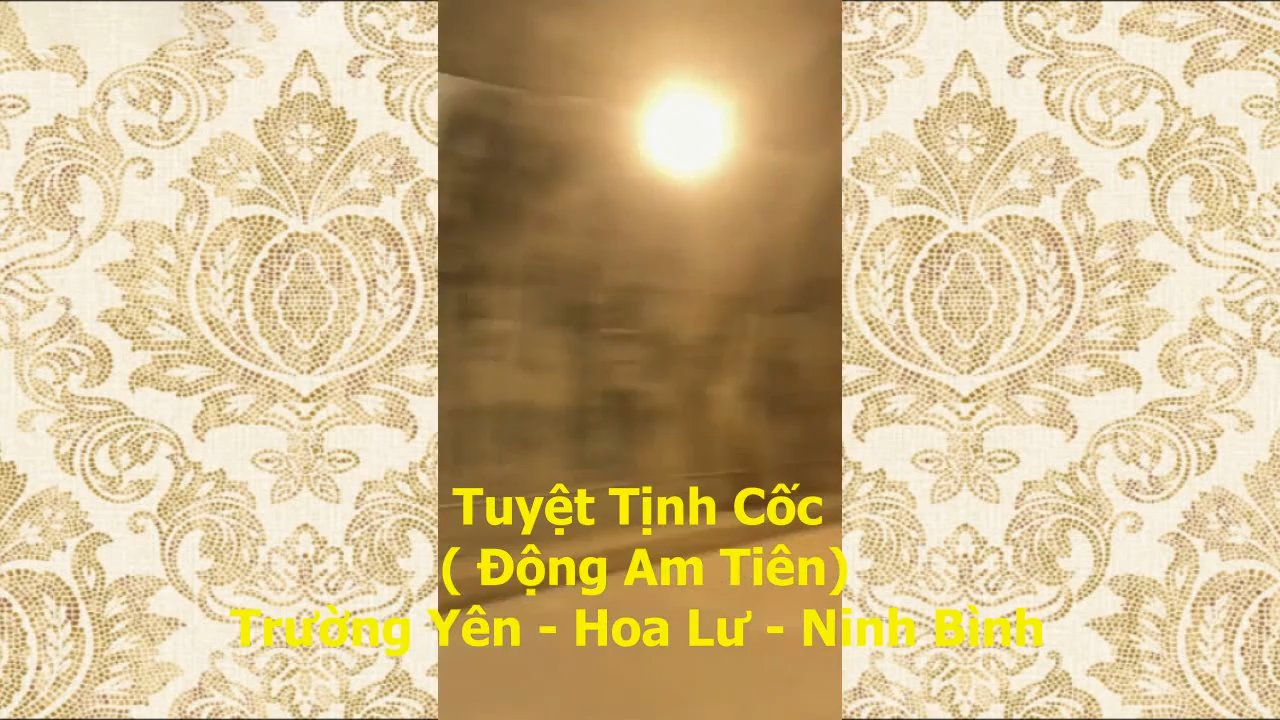 Tuyệt Tịnh Cốc
( Động Am Tiên)
Trường Yên - Hoa Lư - Ninh Bình